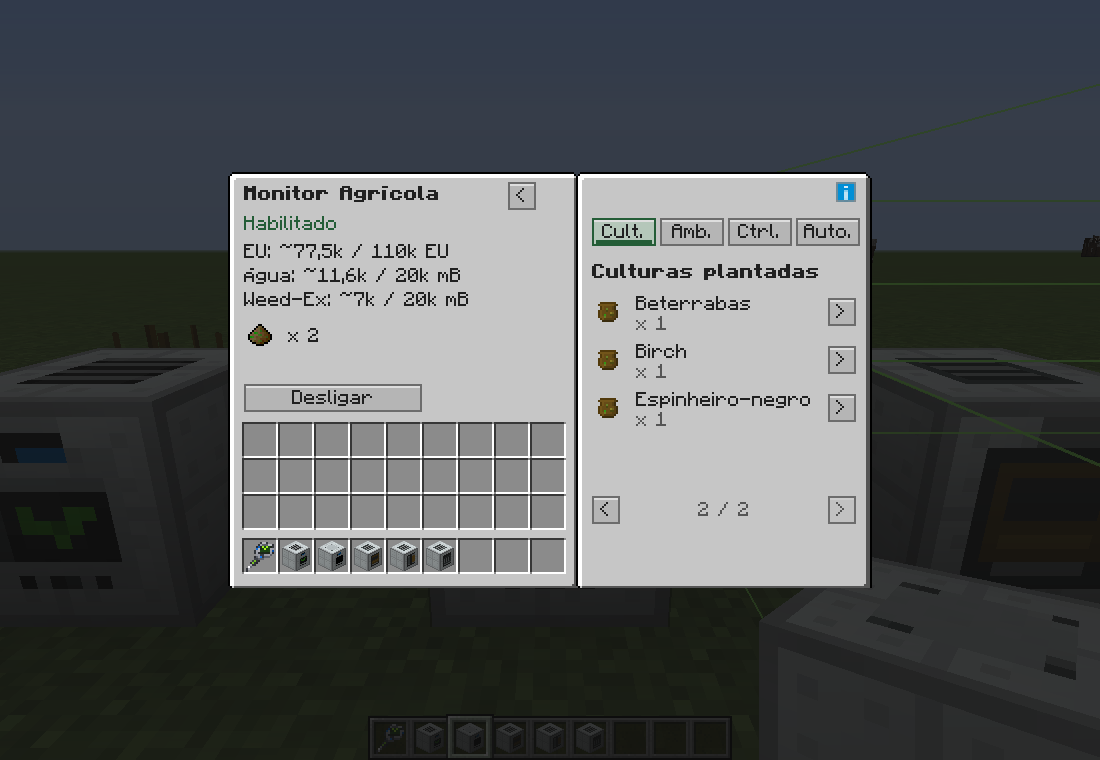 Monitor Agrícola
<
Habilitado
EU: ~77,5k / 110k EU
Água: ~11,6k / 20k mB
Weed-Ex: ~7k / 20k mB
x 2
Desligar
i
Cult.
Amb.
Ctrl.
Auto.
Culturas plantadas
Beterrabas
x 1
>
Birch
x 1
>
Espinheiro-negro
x 1
>
<
2 / 2
>